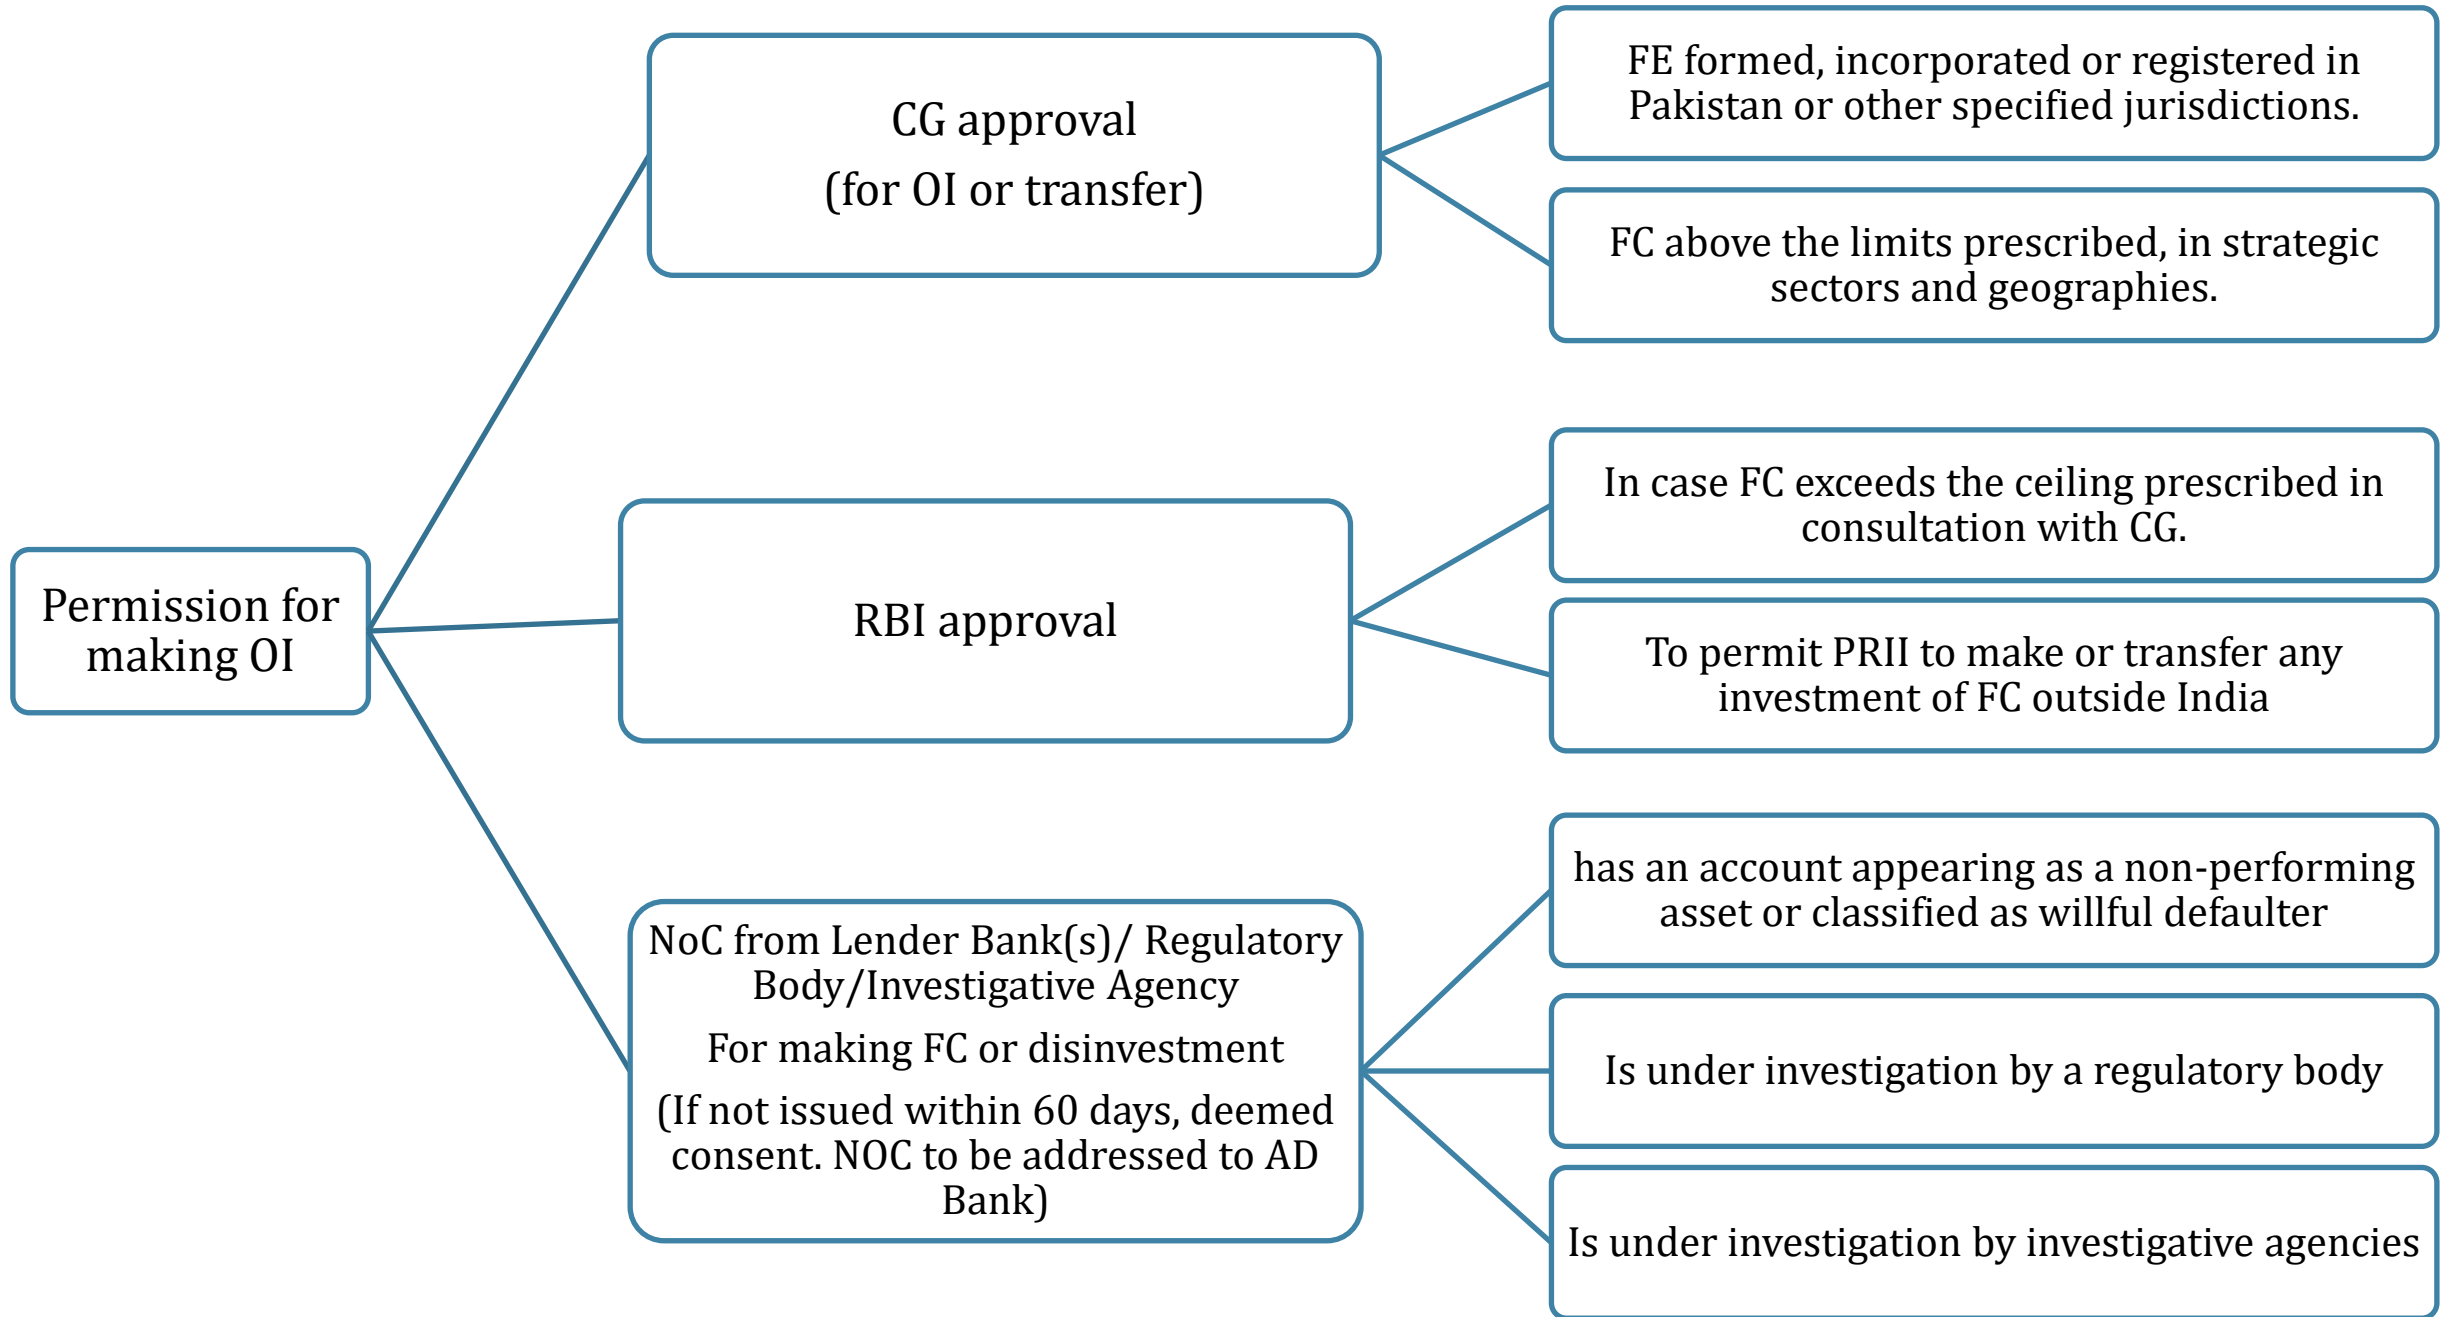 Permission for
making OI
CG approval
(for OI or transfer)
FE formed, incorporated or registered in
Pakistan or other specified jurisdictions.
FC above the limits prescribed, in strategic
sectors and geographies.
RBI approval
In case FC exceeds the ceiling prescribed in
consultation with CG.
To permit PRII to make or transfer any
investment of FC outside India
NoC from Lender Bank(s)/ Regulatory
Body/Investigative Agency
For making FC or disinvestment
(If not issued within 60 days, deemed
consent. NOC to be addressed to AD
Bank)
has an account appearing as a non-performing
asset or classified as willful defaulter
Is under investigation by a regulatory body
Is under investigation by investigative agencies